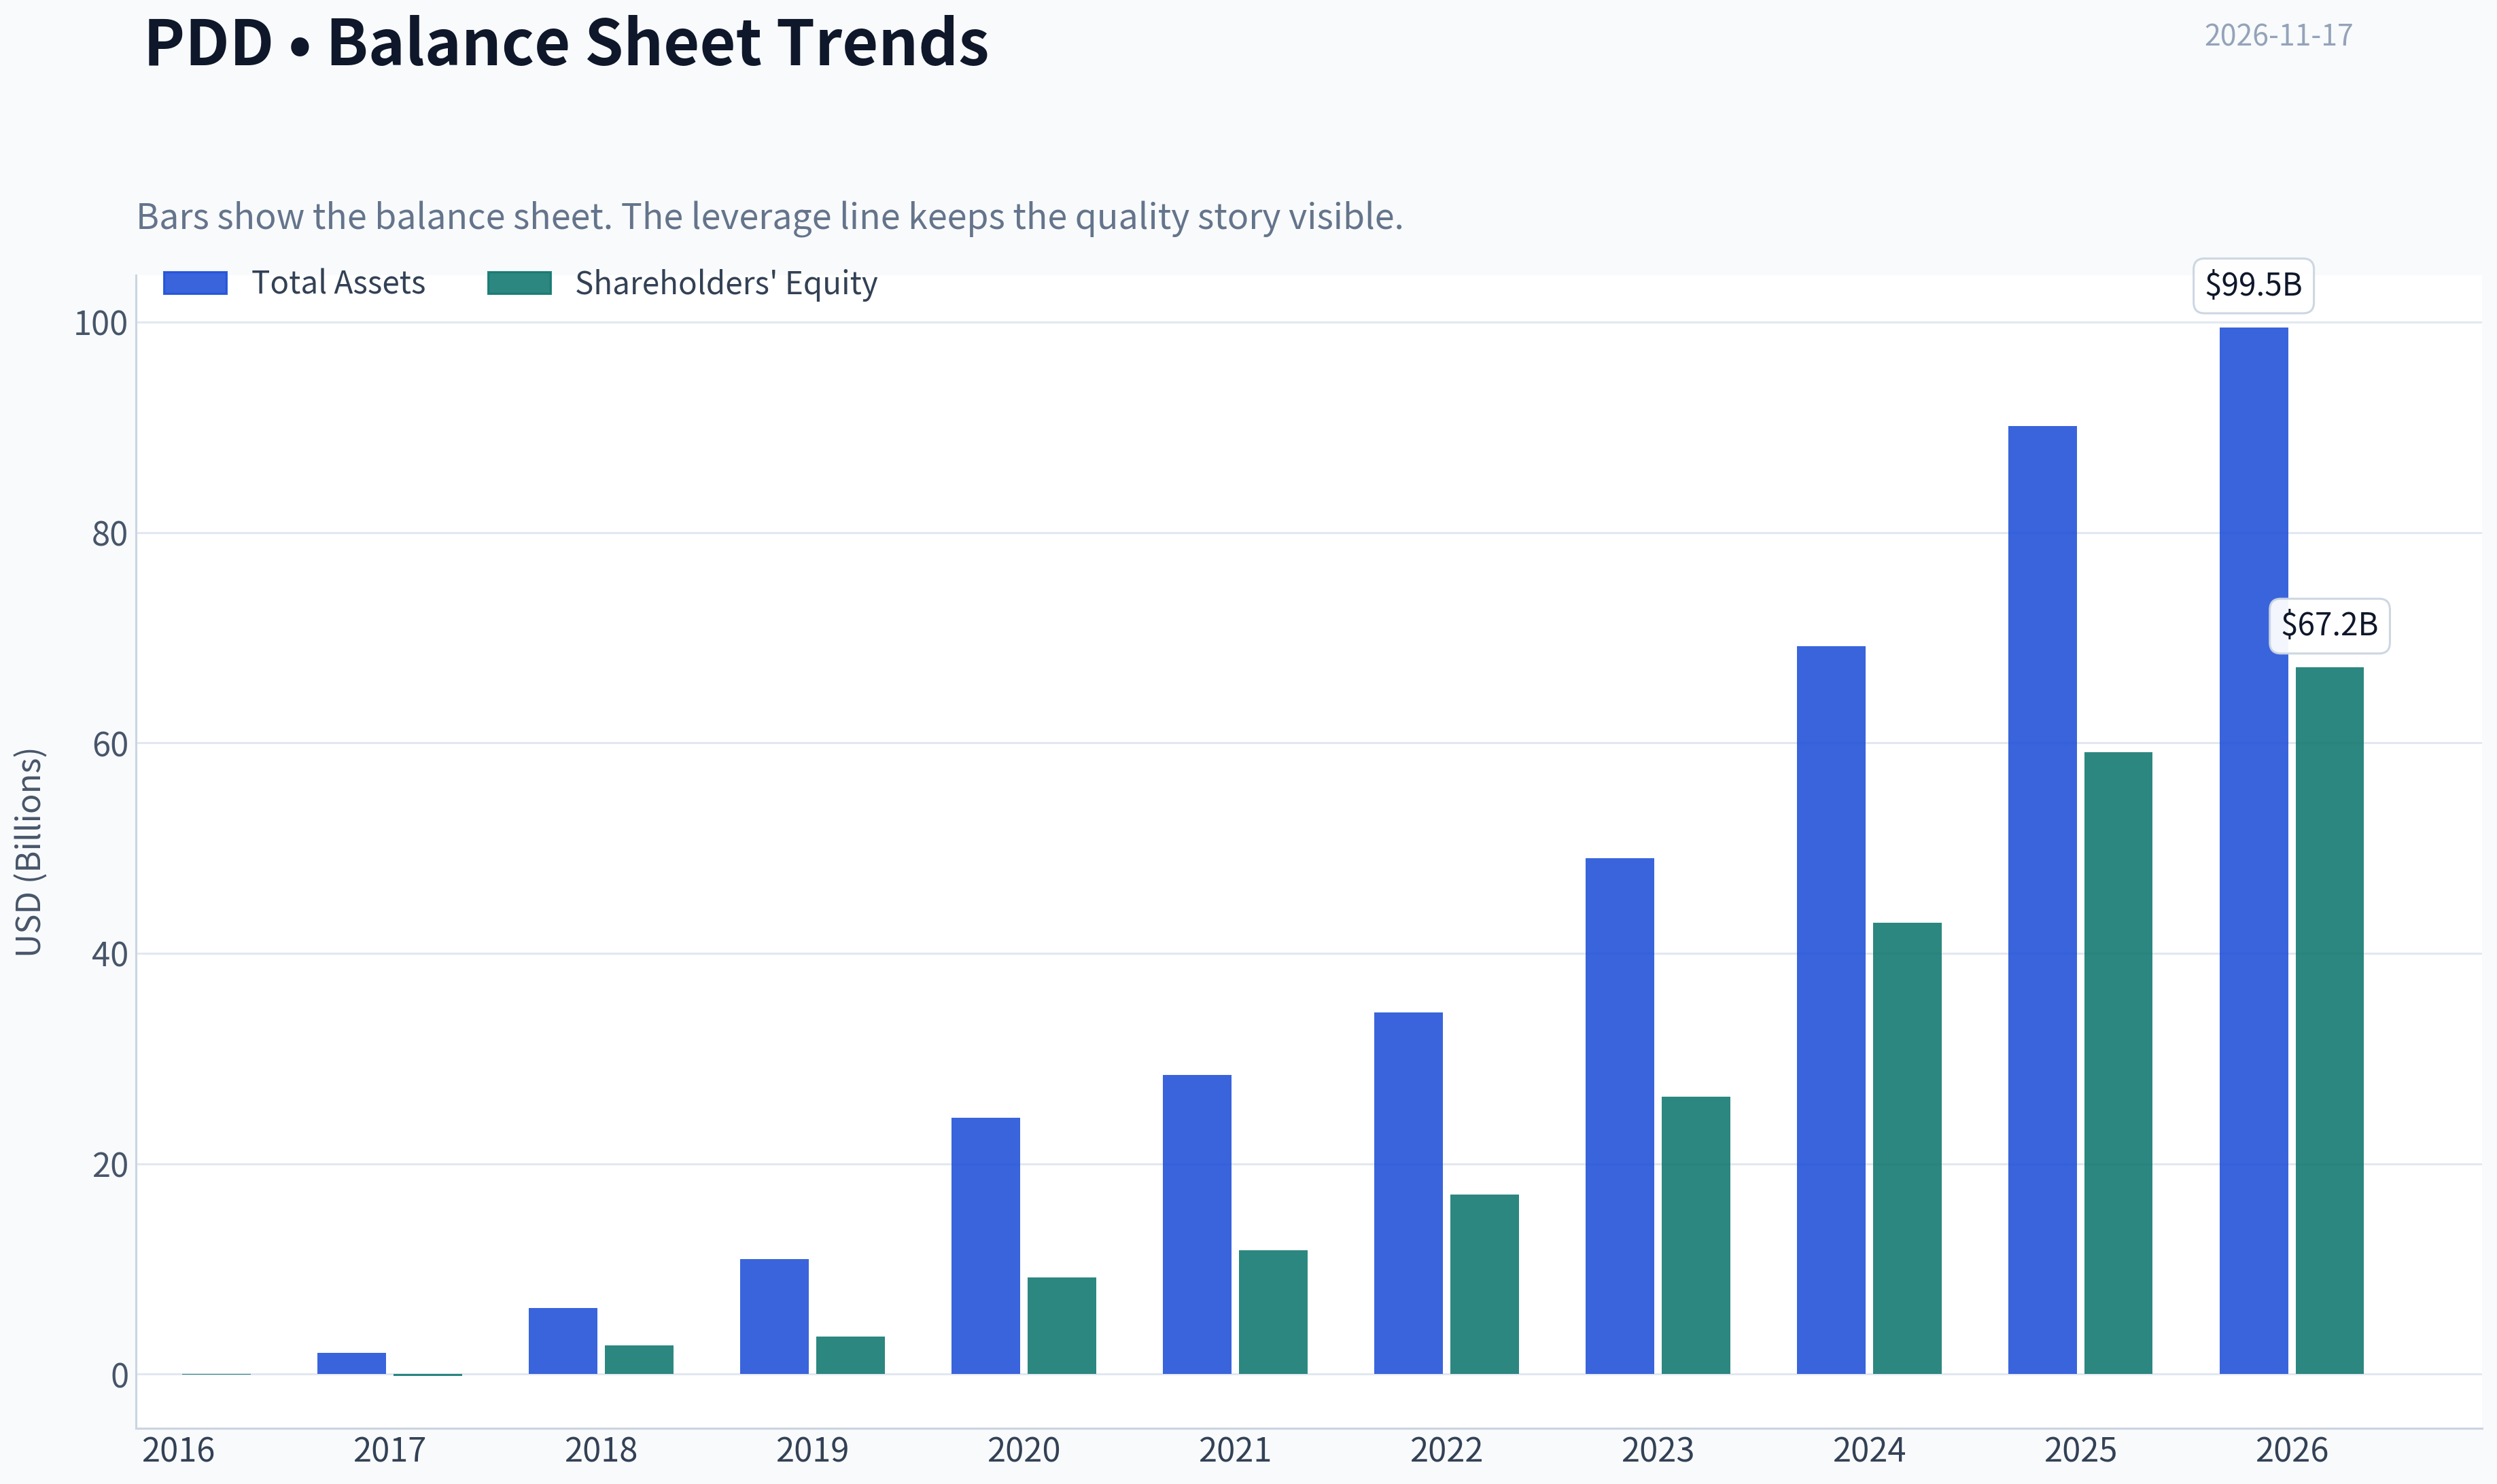 PDD • Balance Sheet Trends
2026-11-17
Bars show the balance sheet. The leverage line keeps the quality story visible.
Total Assets
Shareholders' Equity
$99.5B
$67.2B
USD (Billions)
100
80
60
40
20
0
2016 2017 2018 2019 2020 2021 2022 2023 2024 2025 2026